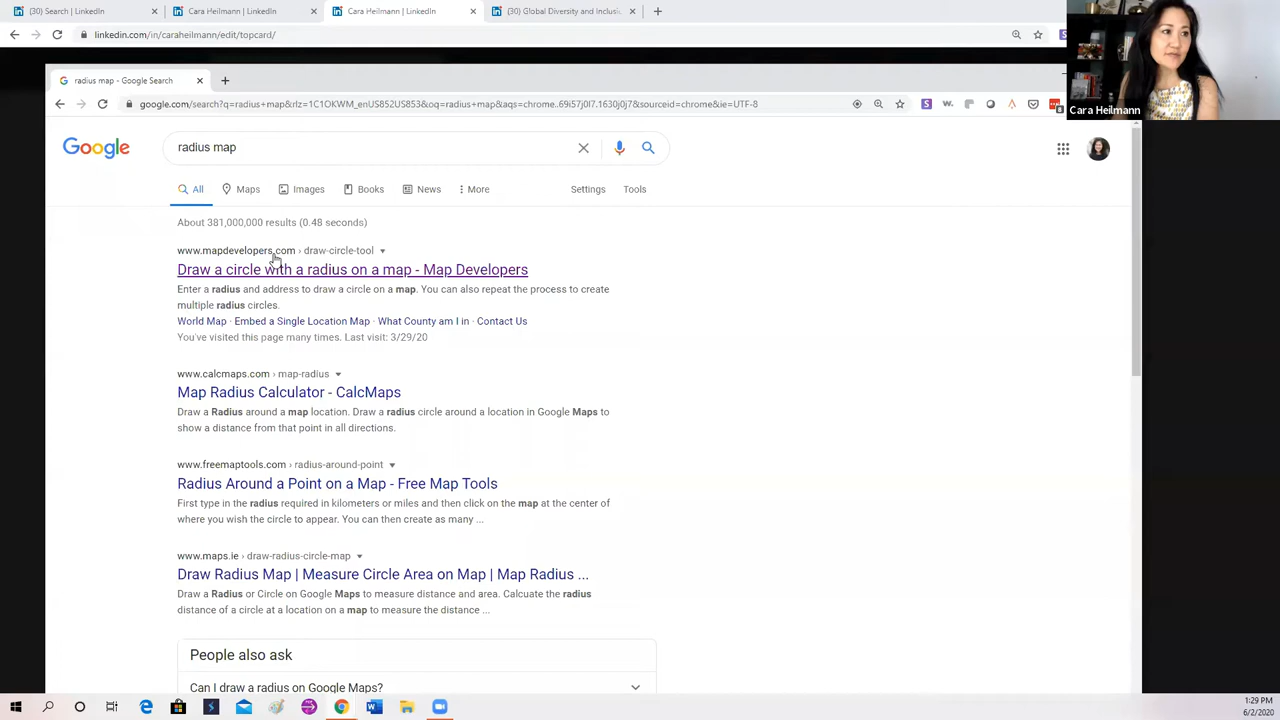 (30) Search | LinkedIn
Cara Heilmann | LinkedIn
Cara Heilmann | LinkedIn
(30) Global Diversity and Inclusi
linkedin.com/in/caraheilmann/edit/topcard/
radius map - Google Search
google.com/search?q=radius+map&rlz=1C1OKWM_enUS852US853&oq=radius+map&aqs=chrome..69i57j0l7.1630j0j7&sourceid=chrome&ie=UTF-8
Cara Heilmann
Google
radius map
All
Maps
Images
Books
News
More
Settings
Tools
About 381,000,000 results (0.48 seconds)
www.mapdevelopers.com › draw-circle-tool
Draw a circle with a radius on a map - Map Developers
Enter a radius and address to draw a circle on a map. You can also repeat the process to create
multiple radius circles.
World Map · Embed a Single Location Map · What County am I in · Contact Us
You've visited this page many times. Last visit: 3/29/20
www.calcmaps.com › map-radius
Map Radius Calculator - CalcMaps
Draw a Radius around a map location. Draw a radius circle around a location in Google Maps to
show a distance from that point in all directions.
www.freemaptools.com › radius-around-point
Radius Around a Point on a Map - Free Map Tools
First type in the radius required in kilometers or miles and then click on the map at the center of
where you wish the circle to appear. You can then create as many ...
www.maps.ie › draw-radius-circle-map
Draw Radius Map | Measure Circle Area on Map | Map Radius ...
Draw a Radius or Circle on Google Maps to measure distance and area. Calcuate the radius
distance of a circle at a location on a map to measure the distance ...
People also ask
Can I draw a radius on Google Maps?
1:29 PM
6/2/2020